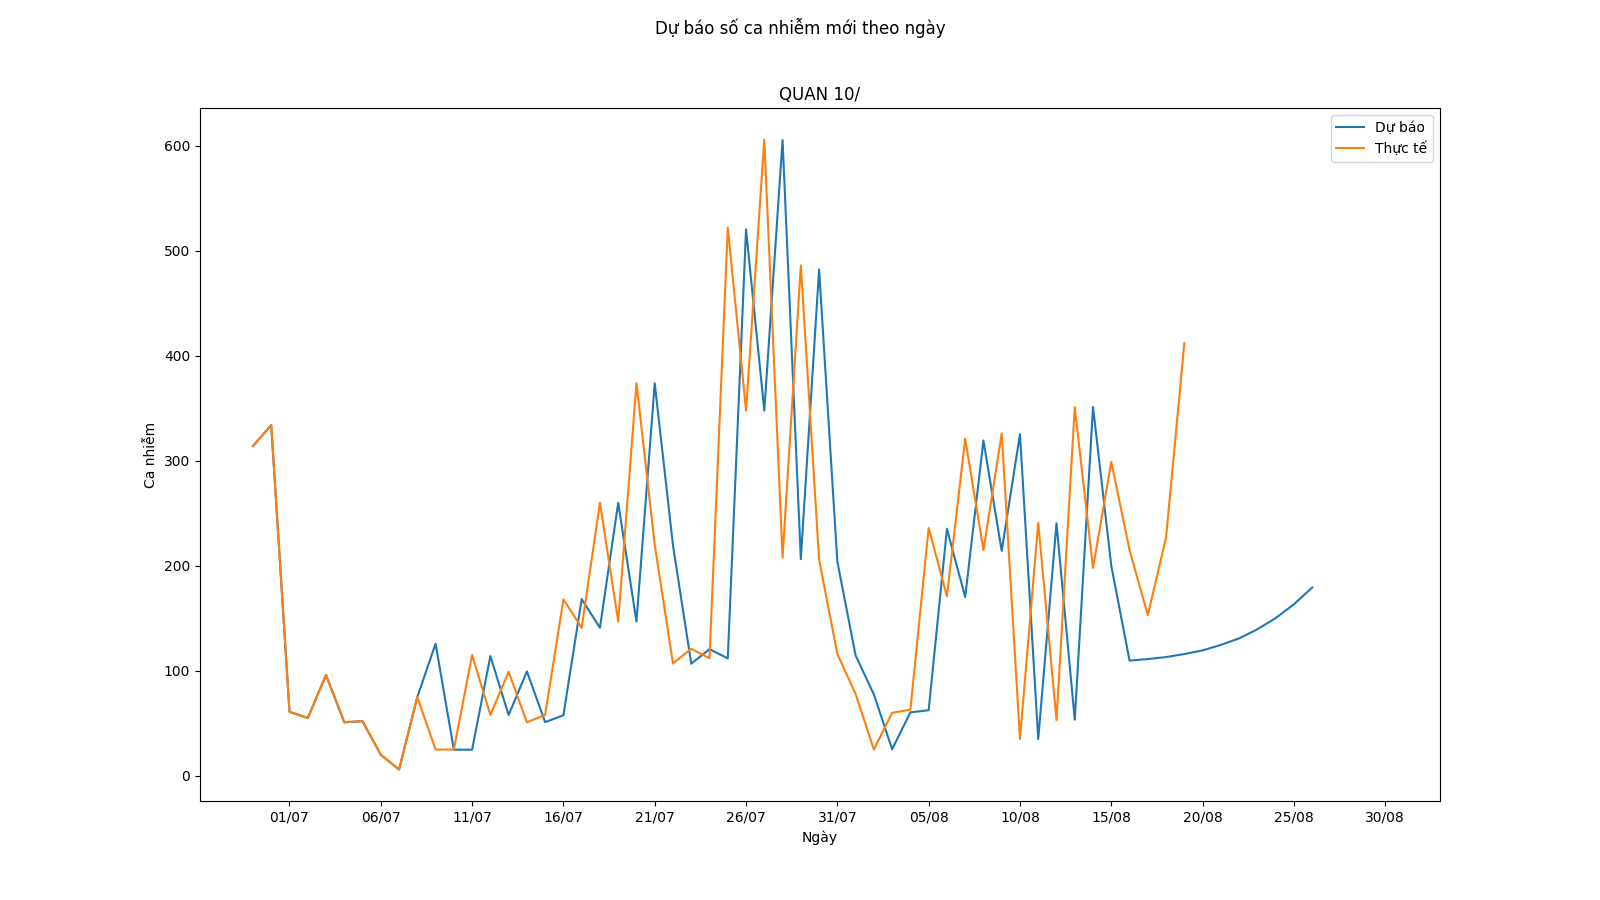 Dự báo số ca nhiễm mới theo ngày
QUAN 10/
Dự báo
Thực tế
600
500
400
300
200
100
0
Ca nhiễm
01/07 06/07 11/07 16/07 21/07 26/07 31/07 05/08 10/08 15/08 20/08 25/08 30/08
Ngày